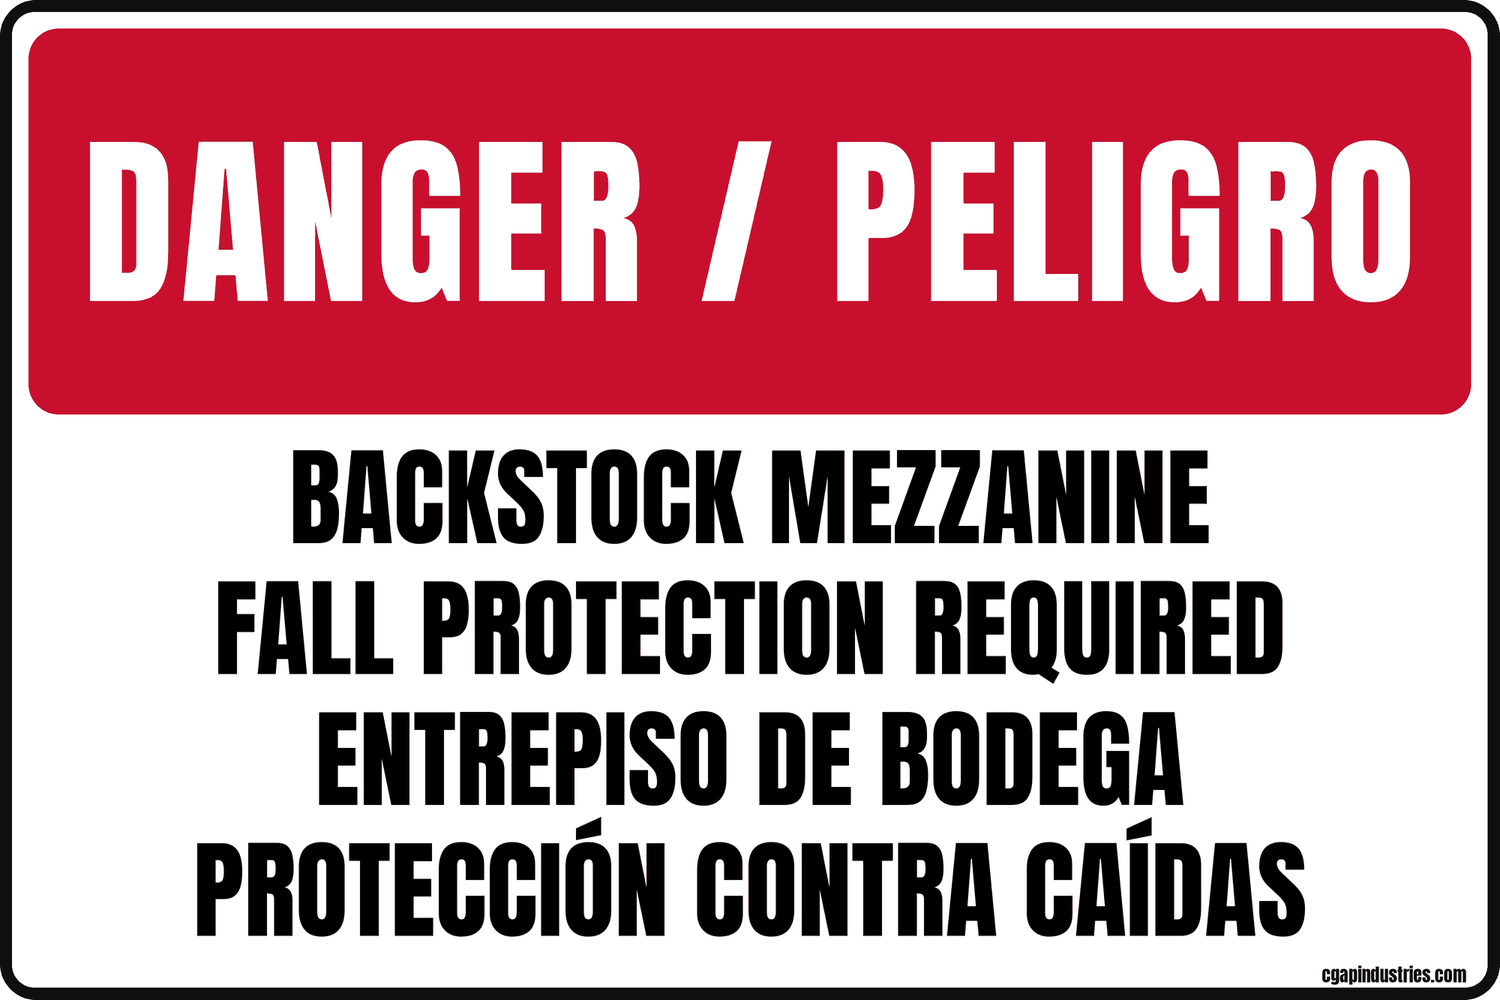 DANGER / PELIGRO
BACKSTOCK MEZZANINE
FALL PROTECTION REQUIRED
ENTREPISO DE BODEGA
PROTECCIÓN CONTRA CAÍDAS
cgapindustries.com